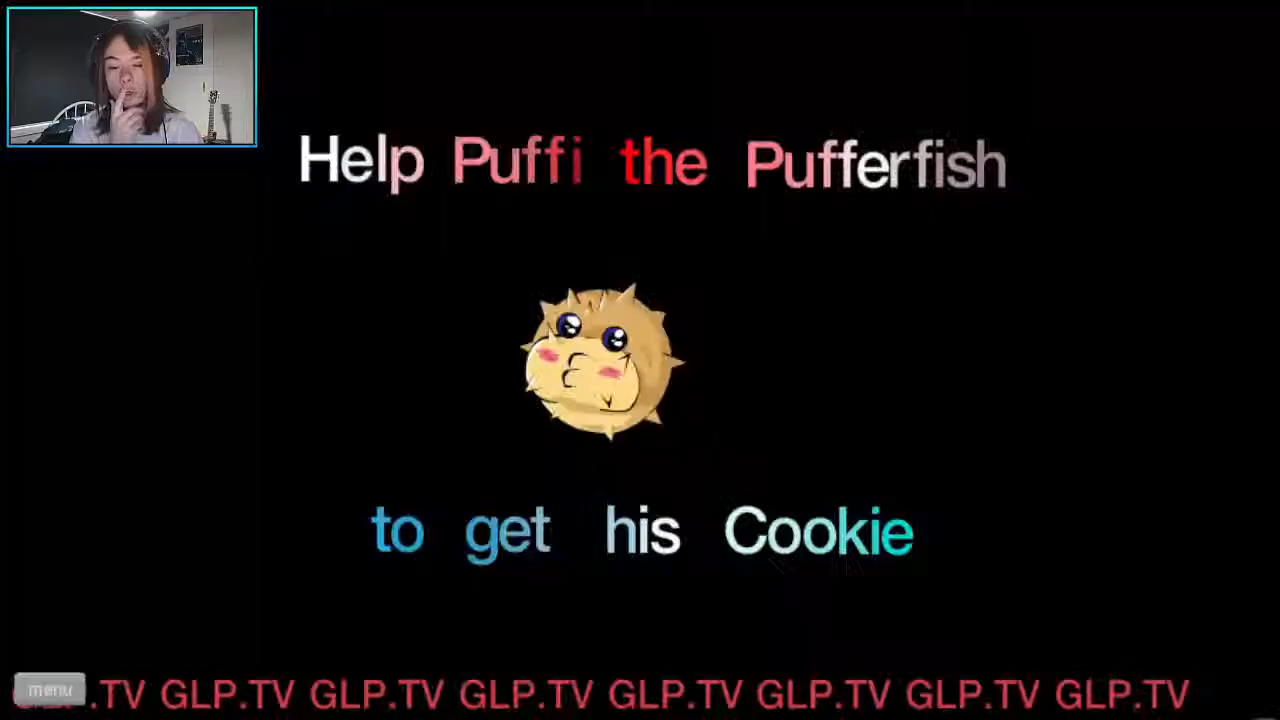 Help Puffi the Pufferfish
to get his Cookie
menu
.TV GLP.TV GLP.TV GLP.TV GLP.TV GLP.TV GLP.TV GLP.TV